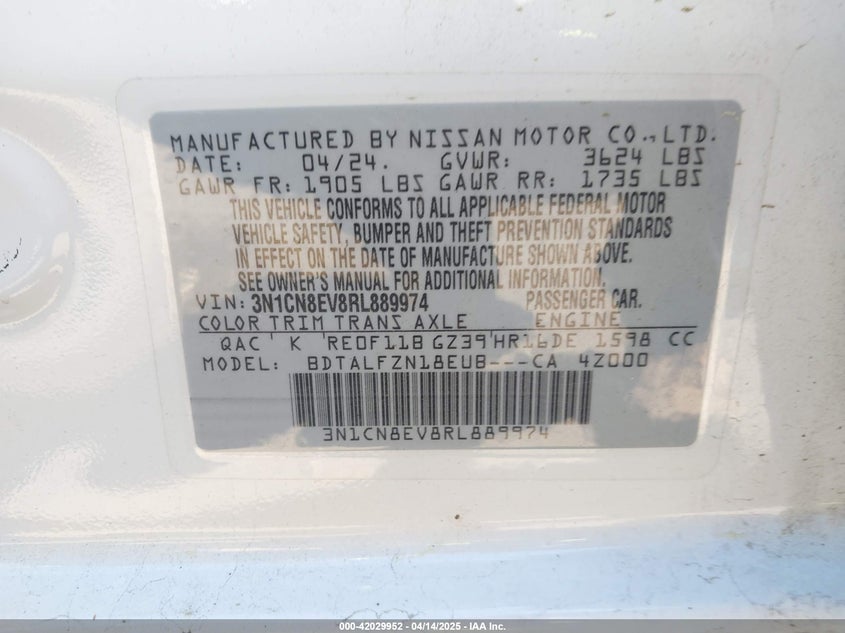 MANUFACTURED BY NISSAN MOTOR CO., LTD.
DATE: 04/24. GVWR: 3624 LBS
GAWR FR: 1905 LBS GAWR RR: 1735 LBS
THIS VEHICLE CONFORMS TO ALL APPLICABLE FEDERAL MOTOR
VEHICLE SAFETY, BUMPER AND THEFT PREVENTION STANDARDS
IN EFFECT ON THE DATE OF MANUFACTURE SHOWN ABOVE.
SEE OWNER'S MANUAL FOR ADDITIONAL INFORMATION.
VIN: 3N1CN8EV8RL889974 PASSENGER CAR.
COLOR TRIM TRANS AXLE ENGINE
QAC K RE0F11B GZ39 HR16DE 1598 CC
MODEL: BDTALFZN18EUB---CA 4Z000
3N1CN8EV8RL889974
000-42029952 | 04/14/2025 | © IAA Inc.